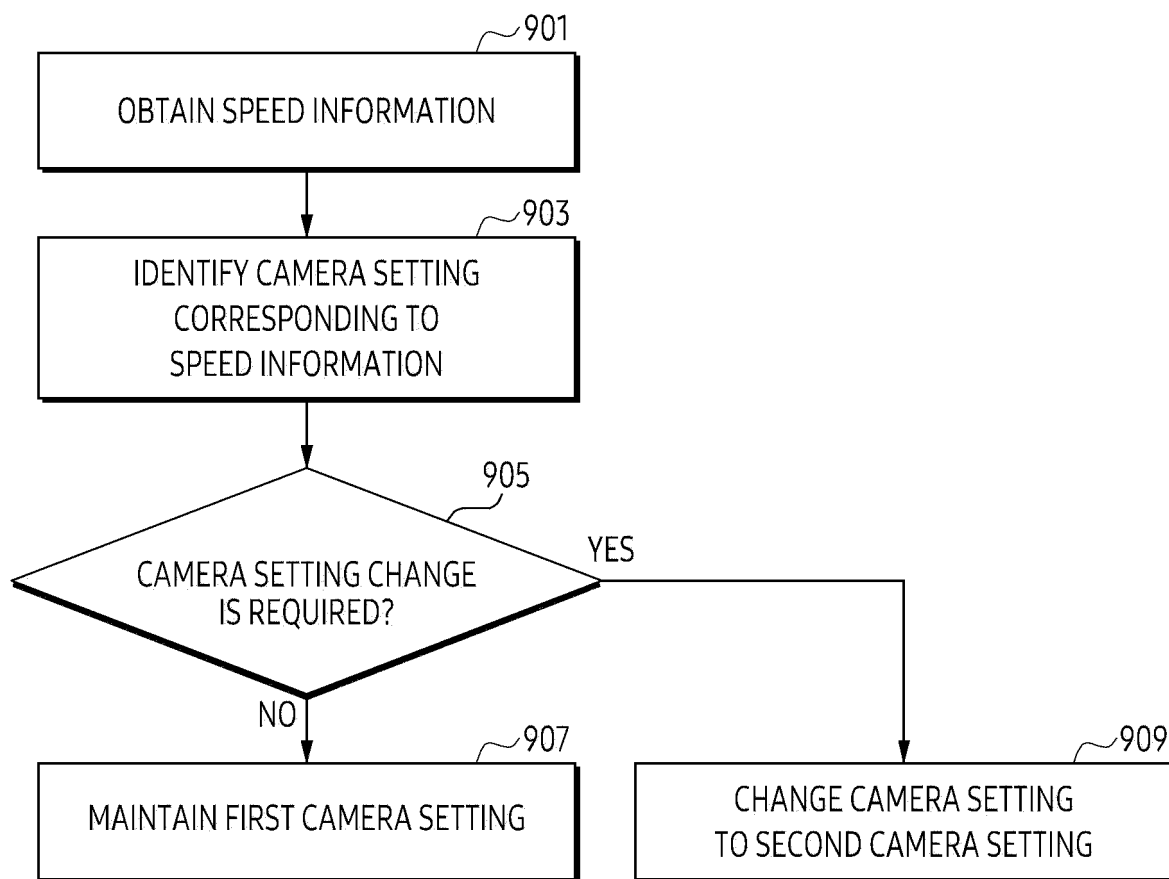 901
OBTAIN SPEED INFORMATION
903
IDENTIFY CAMERA SETTING
CORRESPONDING TO
SPEED INFORMATION
905
CAMERA SETTING CHANGE
IS REQUIRED?
YES
NO
907
MAINTAIN FIRST CAMERA SETTING
909
CHANGE CAMERA SETTING
TO SECOND CAMERA SETTING